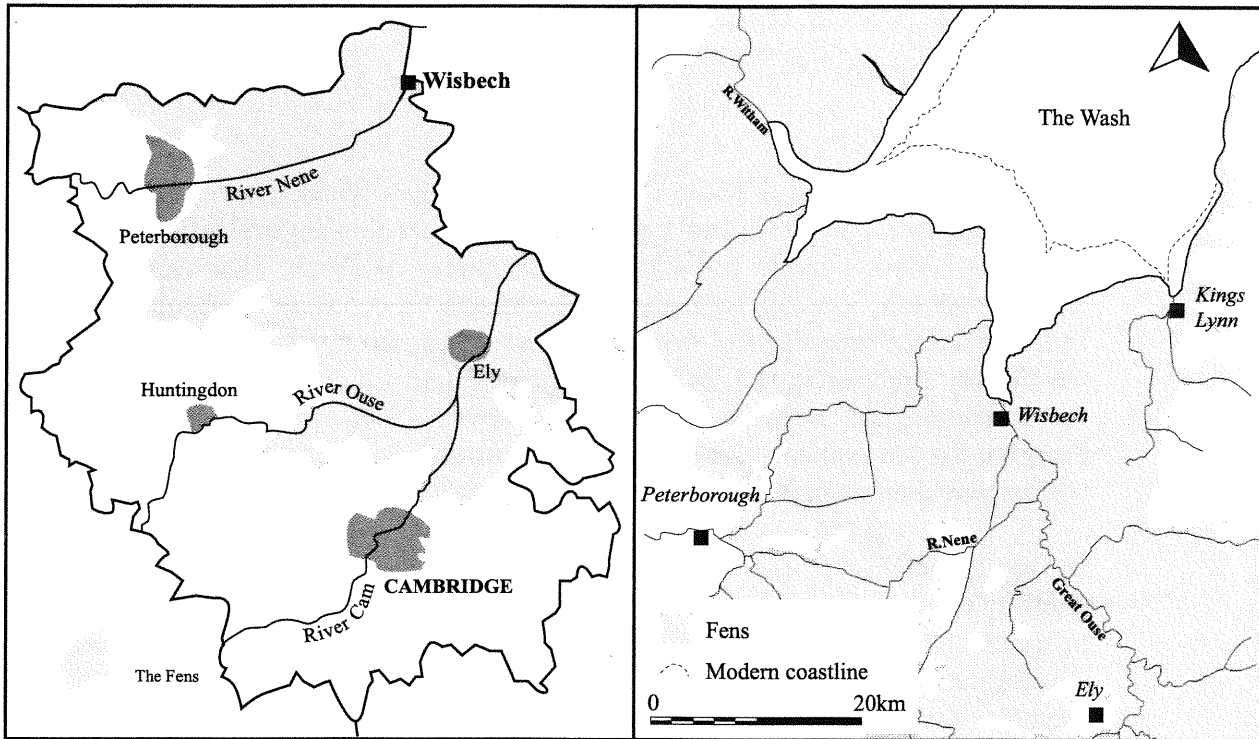 Wisbech
River Nene
Peterborough
Huntingdon
River Ouse
Ely
CAMBRIDGE
River Cam
The Fens
R.Witham
The Wash
Kings
Lynn
Wisbech
Peterborough
R.Nene
Great Ouse
Fens
Modern coastline
0 20km
Ely